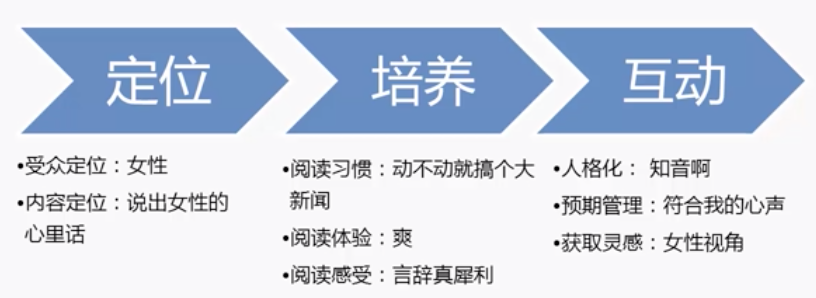 定位
•受众定位：女性
•内容定位：说出女性的
心里话
培养
•阅读习惯：动不动就搞个大
新闻
•阅读体验：爽
•阅读感受：言辞真犀利
互动
•人格化： 知音啊
•预期管理：符合我的心声
•获取灵感：女性视角